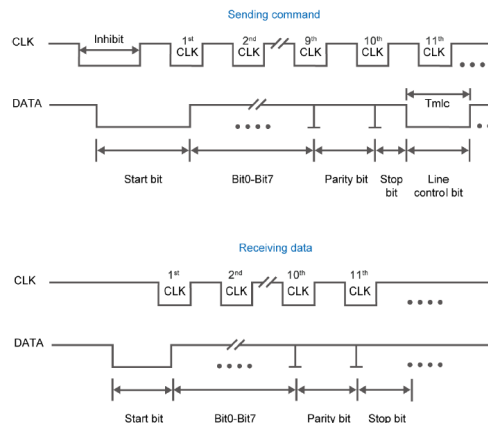 Sending command
CLK
Inhibit
1st CLK
2nd CLK
9th CLK
10th CLK
11th CLK
DATA
Tmlc
Start bit
Bit0-Bit7
Parity bit
Stop bit
Line control bit
Receiving data
CLK
1st CLK
2nd CLK
10th CLK
11th CLK
DATA
Start bit
Bit0-Bit7
Parity bit
Stop bit